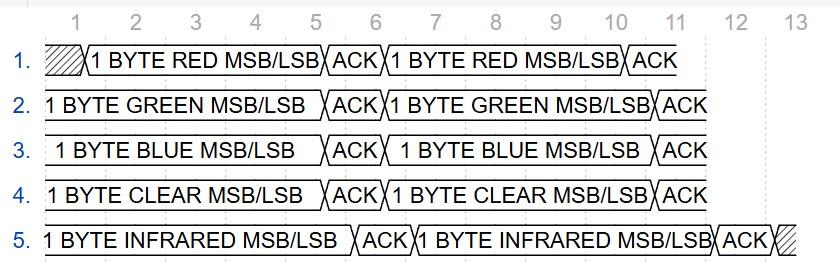 1 2 3 4 5 6 7 8 9 10 11 12 13
1. 1 BYTE RED MSB/LSB ACK 1 BYTE RED MSB/LSB ACK
2. 1 BYTE GREEN MSB/LSB ACK 1 BYTE GREEN MSB/LSB ACK
3. 1 BYTE BLUE MSB/LSB ACK 1 BYTE BLUE MSB/LSB ACK
4. 1 BYTE CLEAR MSB/LSB ACK 1 BYTE CLEAR MSB/LSB ACK
5. 1 BYTE INFRARED MSB/LSB ACK 1 BYTE INFRARED MSB/LSB ACK